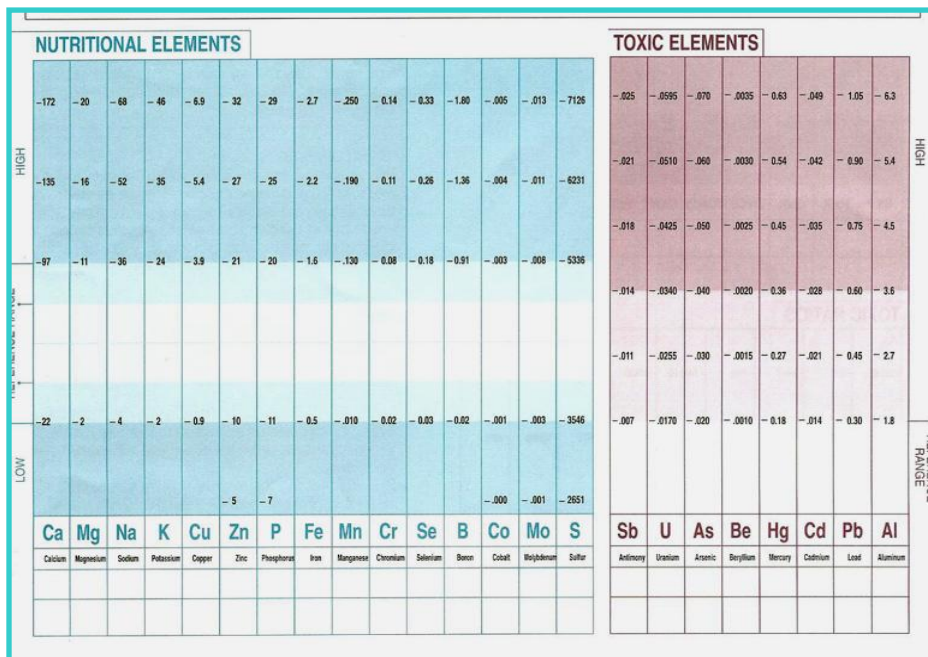 NUTRITIONAL ELEMENTS
TOXIC ELEMENTS
HIGH
REFERENCE RANGE
LOW
-172 -20 -68 -46 -6.9 -32 -29 -2.7 -.250 -0.14 -0.33 -1.80 -.005 -.013 -7126
-135 -16 -52 -35 -5.4 -27 -25 -2.2 -.190 -0.11 -0.26 -1.36 -.004 -.011 -6231
-97 -11 -36 -24 -3.9 -21 -20 -1.6 -.130 -0.08 -0.18 -0.91 -.003 -.008 -5336
-22 -2 -4 -2 -0.9 -10 -11 -0.5 -.010 -0.02 -0.03 -0.02 -.001 -.003 -3546
-5 -7 -.000 -.001 -2651
Ca Mg Na K Cu Zn P Fe Mn Cr Se B Co Mo S
Calcium Magnesium Sodium Potassium Copper Zinc Phosphorus Iron Manganese Chromium Selenium Boron Cobalt Molybdenum Sulfur
-.025 -.0595 -.070 -.0035 -0.63 -.049 -1.05 -6.3
-.021 -.0510 -.060 -.0030 -0.54 -.042 -0.90 -5.4
-.018 -.0425 -.050 -.0025 -0.45 -.035 -0.75 -4.5
-.014 -.0340 -.040 -.0020 -0.36 -.028 -0.60 -3.6
-.011 -.0255 -.030 -.0015 -0.27 -.021 -0.45 -2.7
-.007 -.0170 -.020 -.0010 -0.18 -.014 -0.30 -1.8
Sb U As Be Hg Cd Pb Al
Antimony Uranium Arsenic Beryllium Mercury Cadmium Lead Aluminum
HIGH
RANGE